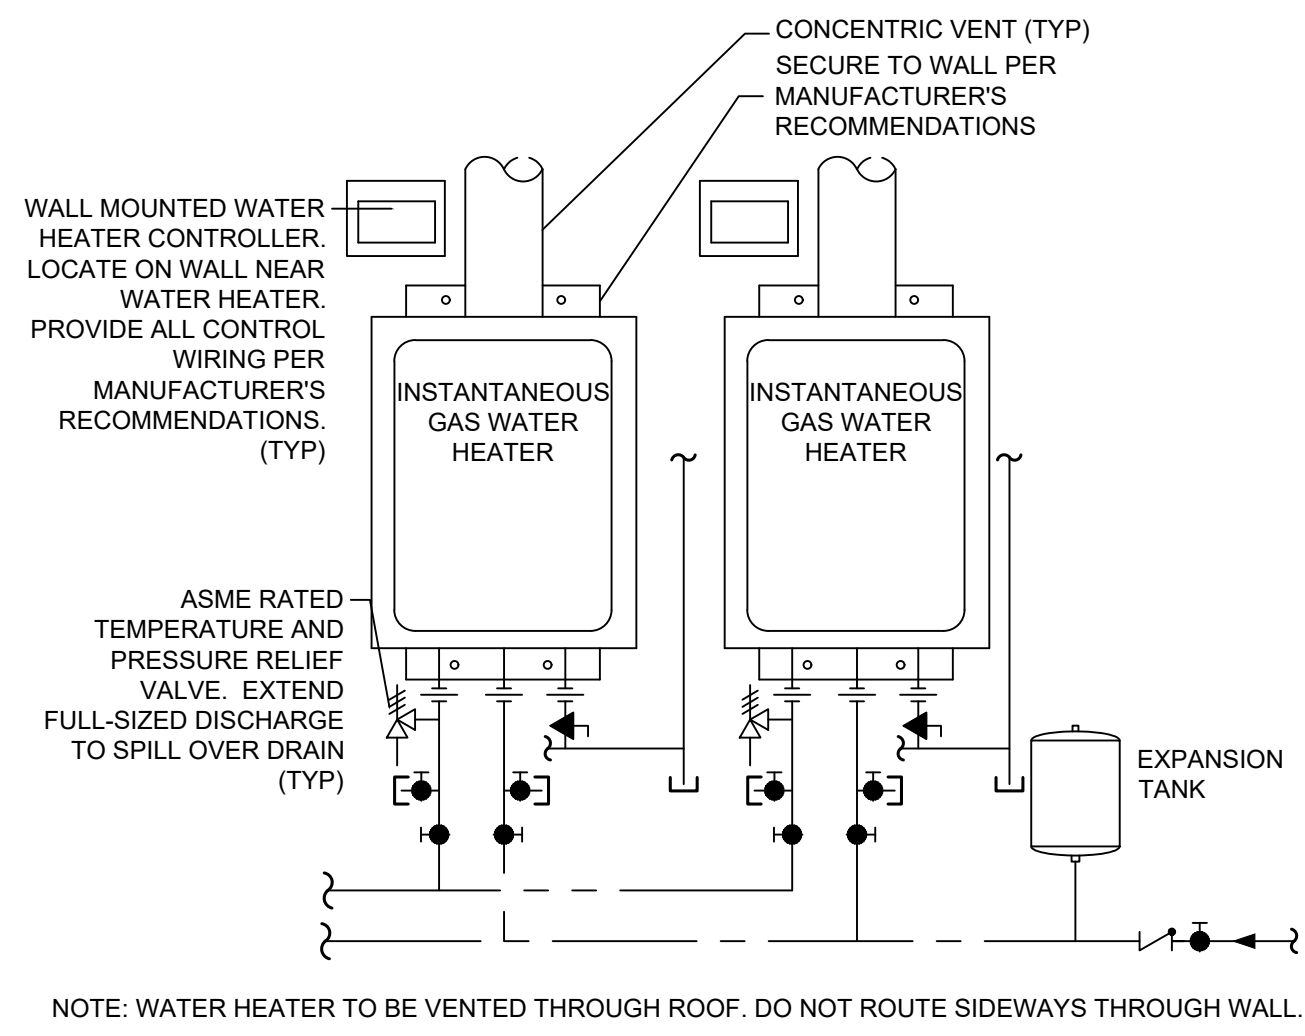 CONCENTRIC VENT (TYP)
SECURE TO WALL PER
MANUFACTURER'S
RECOMMENDATIONS
WALL MOUNTED WATER
HEATER CONTROLLER.
LOCATE ON WALL NEAR
WATER HEATER.
PROVIDE ALL CONTROL
WIRING PER
MANUFACTURER'S
RECOMMENDATIONS.
(TYP)
INSTANTANEOUS
GAS WATER
HEATER
INSTANTANEOUS
GAS WATER
HEATER
ASME RATED
TEMPERATURE AND
PRESSURE RELIEF
VALVE.  EXTEND
FULL-SIZED DISCHARGE
TO SPILL OVER DRAIN
(TYP)
EXPANSION
TANK
NOTE: WATER HEATER TO BE VENTED THROUGH ROOF. DO NOT ROUTE SIDEWAYS THROUGH WALL.